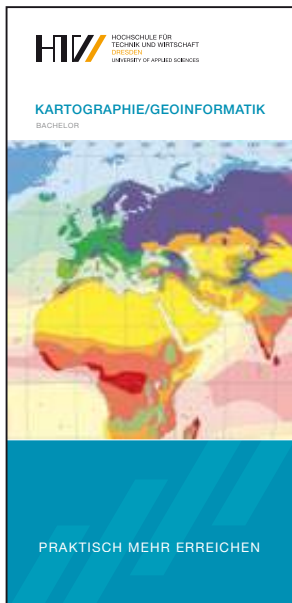 HTW
HOCHSCHULE FÜR
TECHNIK UND WIRTSCHAFT
DRESDEN
UNIVERSITY OF APPLIED SCIENCES
KARTOGRAPHIE/GEOINFORMATIK
BACHELOR
PRAKTISCH MEHR ERREICHEN